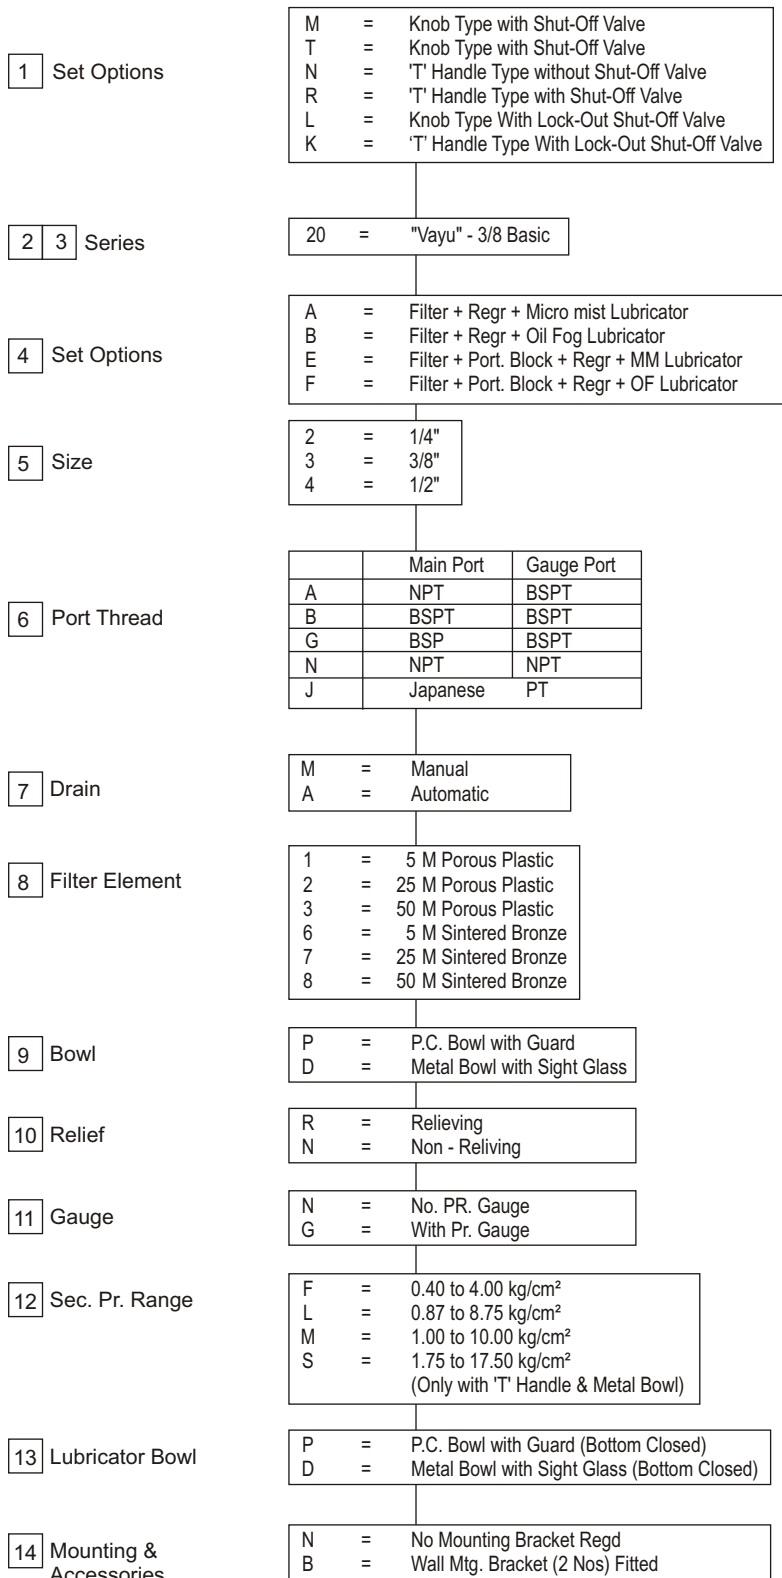 1 Set Options
M = Knob Type with Shut-Off Valve
T = Knob Type with Shut-Off Valve
N = 'T' Handle Type without Shut-Off Valve
R = 'T' Handle Type with Shut-Off Valve
L = Knob Type With Lock-Out Shut-Off Valve
K = ‘T’ Handle Type With Lock-Out Shut-Off Valve
2 3 Series
20 = "Vayu" - 3/8 Basic
4 Set Options
A = Filter + Regr + Micro mist Lubricator
B = Filter + Regr + Oil Fog Lubricator
E = Filter + Port. Block + Regr + MM Lubricator
F = Filter + Port. Block + Regr + OF Lubricator
5 Size
2 = 1/4"
3 = 3/8"
4 = 1/2"
6 Port Thread
Main Port Gauge Port
A NPT BSPT
B BSPT BSPT
G BSP BSPT
N NPT NPT
J Japanese PT
7 Drain
M = Manual
A = Automatic
8 Filter Element
1 = 5 M Porous Plastic
2 = 25 M Porous Plastic
3 = 50 M Porous Plastic
6 = 5 M Sintered Bronze
7 = 25 M Sintered Bronze
8 = 50 M Sintered Bronze
9 Bowl
P = P.C. Bowl with Guard
D = Metal Bowl with Sight Glass
10 Relief
R = Relieving
N = Non - Reliving
11 Gauge
N = No. PR. Gauge
G = With Pr. Gauge
12 Sec. Pr. Range
F = 0.40 to 4.00 kg/cm²
L = 0.87 to 8.75 kg/cm²
M = 1.00 to 10.00 kg/cm²
S = 1.75 to 17.50 kg/cm²
(Only with 'T' Handle & Metal Bowl)
13 Lubricator Bowl
P = P.C. Bowl with Guard (Bottom Closed)
D = Metal Bowl with Sight Glass (Bottom Closed)
14 Mounting &
Accessories
N = No Mounting Bracket Regd
B = Wall Mtg. Bracket (2 Nos) Fitted